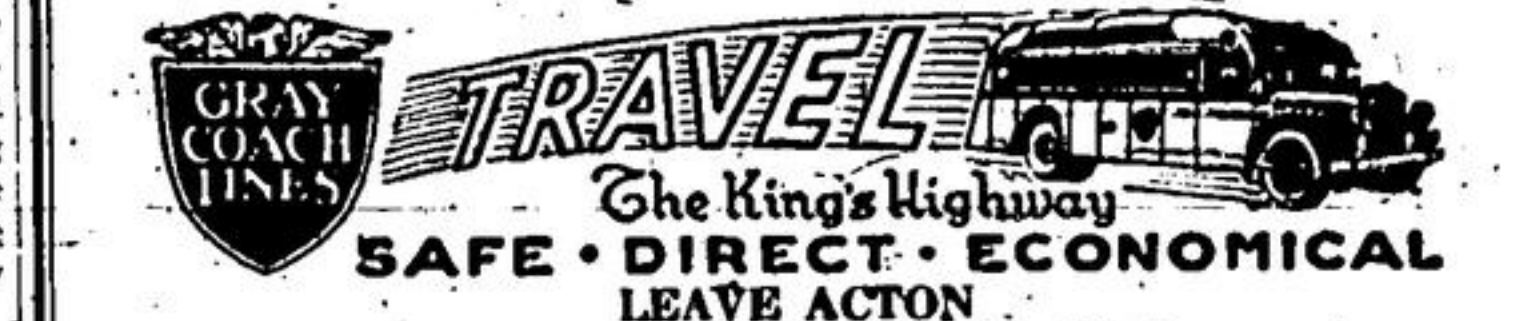 GRAY
COACH
LINES
TRAVEL
The King's Highway
SAFE • DIRECT • ECONOMICAL
LEAVE ACTON